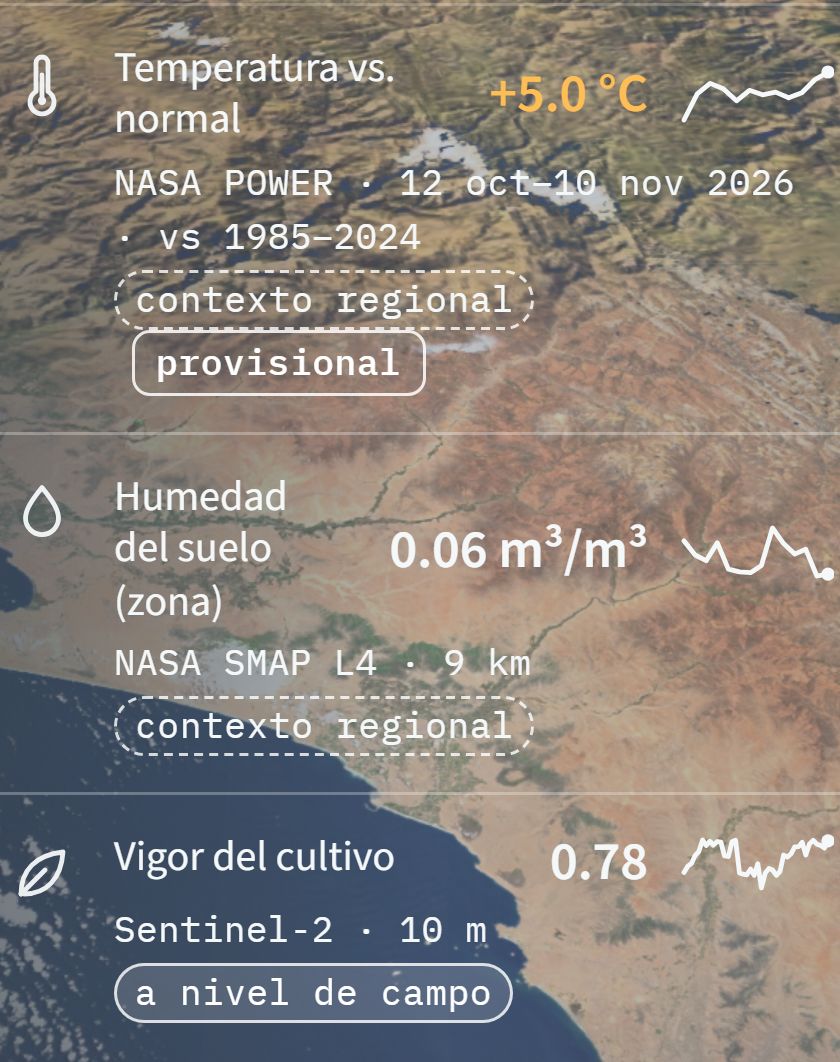 Temperatura vs.
normal
+5.0 °C
NASA POWER · 12 oct–10 nov 2026
· vs 1985–2024
contexto regional
provisional
Humedad
del suelo
(zona)
0.06 m³/m³
NASA SMAP L4 · 9 km
contexto regional
Vigor del cultivo
0.78
Sentinel-2 · 10 m
a nivel de campo